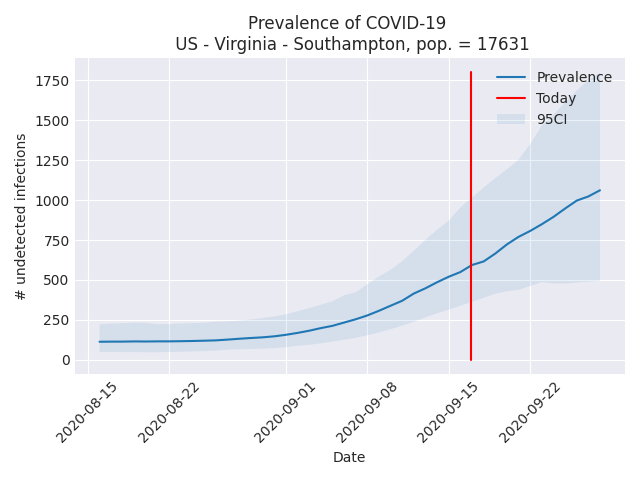 Prevalence of COVID-19
US - Virginia - Southampton, pop. = 17631
Prevalence
Today
95CI
# undetected infections
1750
1500
1250
1000
750
500
250
0
2020-08-15
2020-08-22
2020-09-01
2020-09-08
2020-09-15
2020-09-22
Date